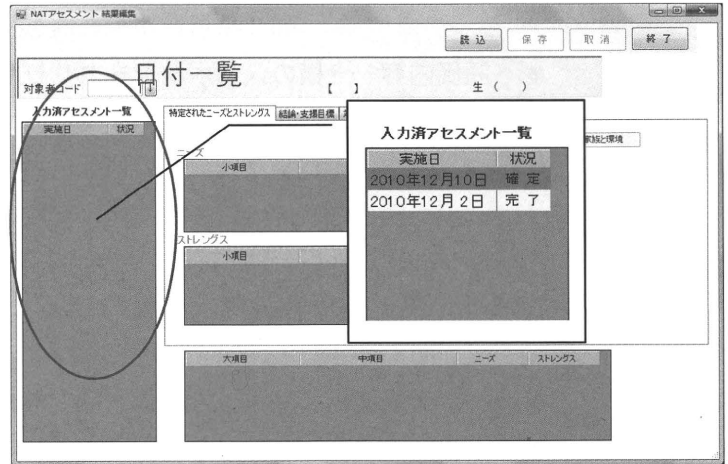 NATアセスメント 結果編集
読込 保存 取消 終了
日付一覧
対象者コード 【 】 生( )
入力済アセスメント一覧
実施日 状況
特定されたニーズとストレングス 結論・支援目標
家族と環境
ニーズ
小項目
ストレングス
小項目
入力済アセスメント一覧
実施日 状況
2010年12月10日 確定
2010年12月 2日 完了
大項目 中項目 ニーズ ストレングス